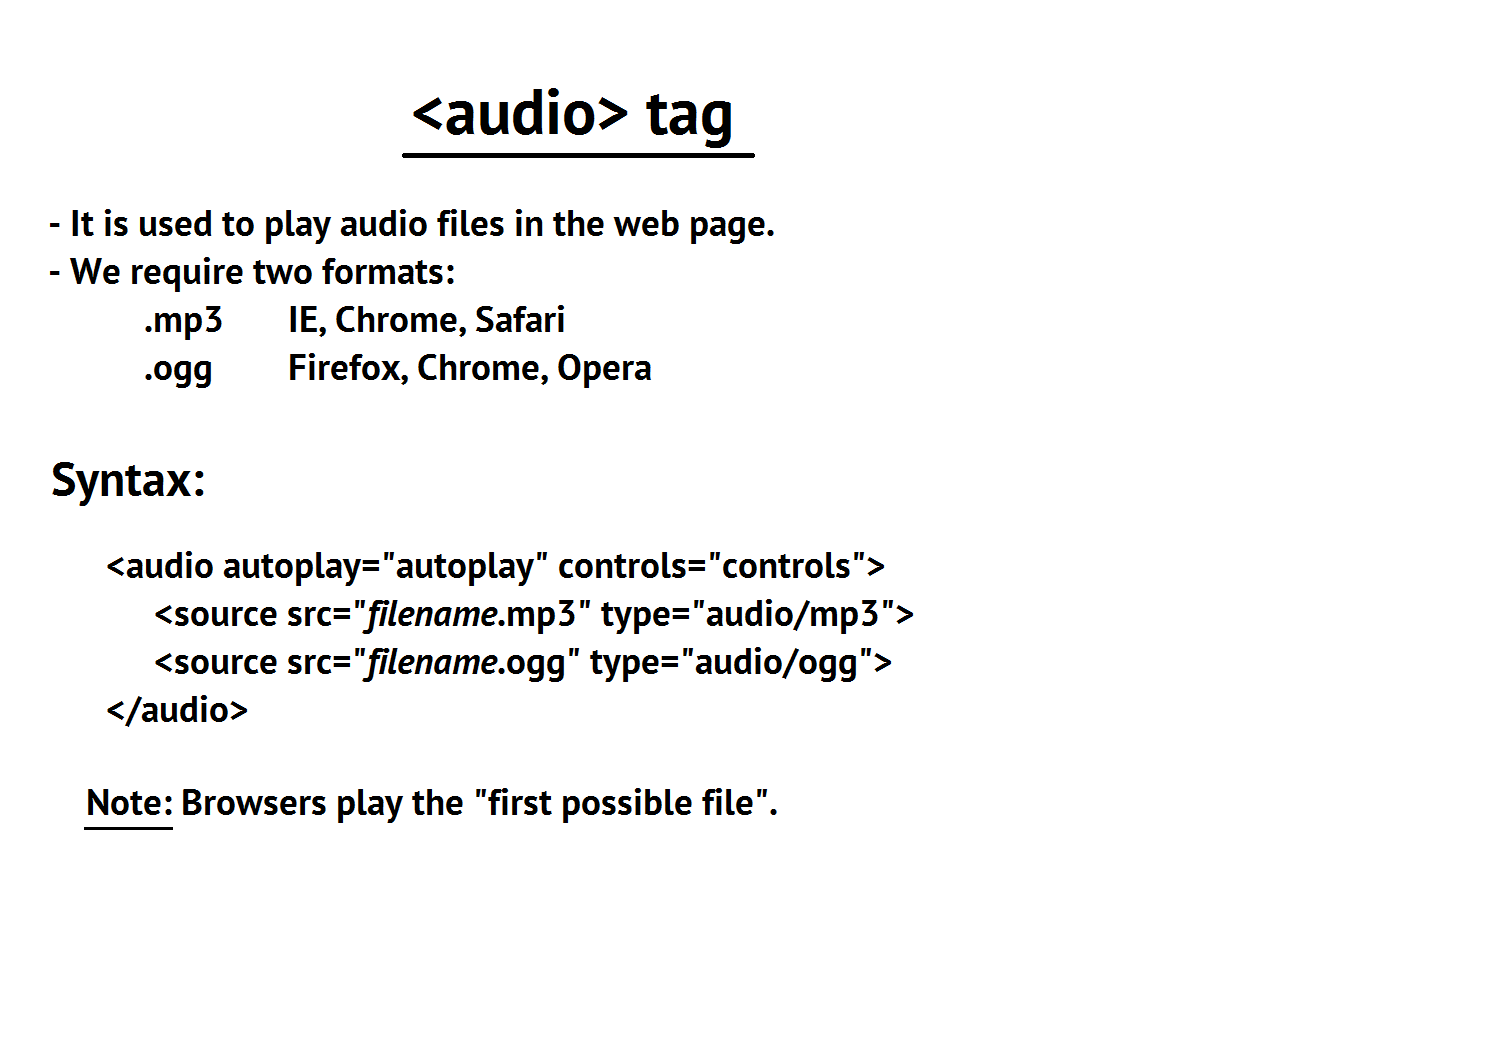 <audio> tag
- It is used to play audio files in the web page.
- We require two formats:
.mp3 IE, Chrome, Safari
.ogg Firefox, Chrome, Opera
Syntax:
<audio autoplay="autoplay" controls="controls">
<source src="filename.mp3" type="audio/mp3">
<source src="filename.ogg" type="audio/ogg">
</audio>
Note: Browsers play the "first possible file".